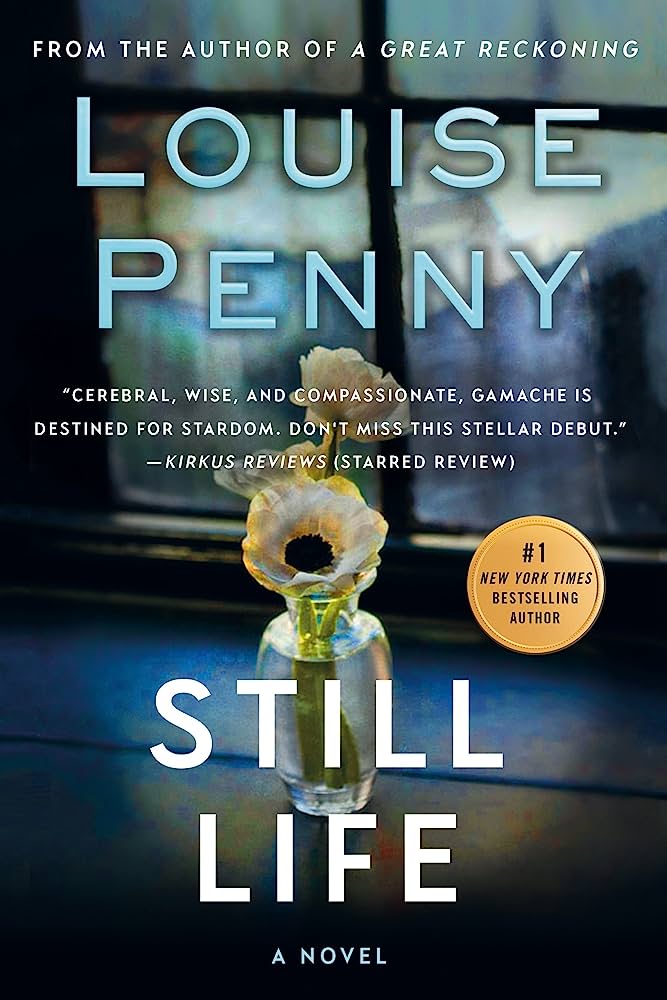 FROM THE AUTHOR OF A GREAT RECKONING
LOUISE
PENNY
“CEREBRAL, WISE, AND COMPASSIONATE, GAMACHE IS
DESTINED FOR STARDOM. DON'T MISS THIS STELLAR DEBUT.”
—KIRKUS REVIEWS (STARRED REVIEW)
#1
NEW YORK TIMES
BESTSELLING
AUTHOR
STILL
LIFE
A NOVEL